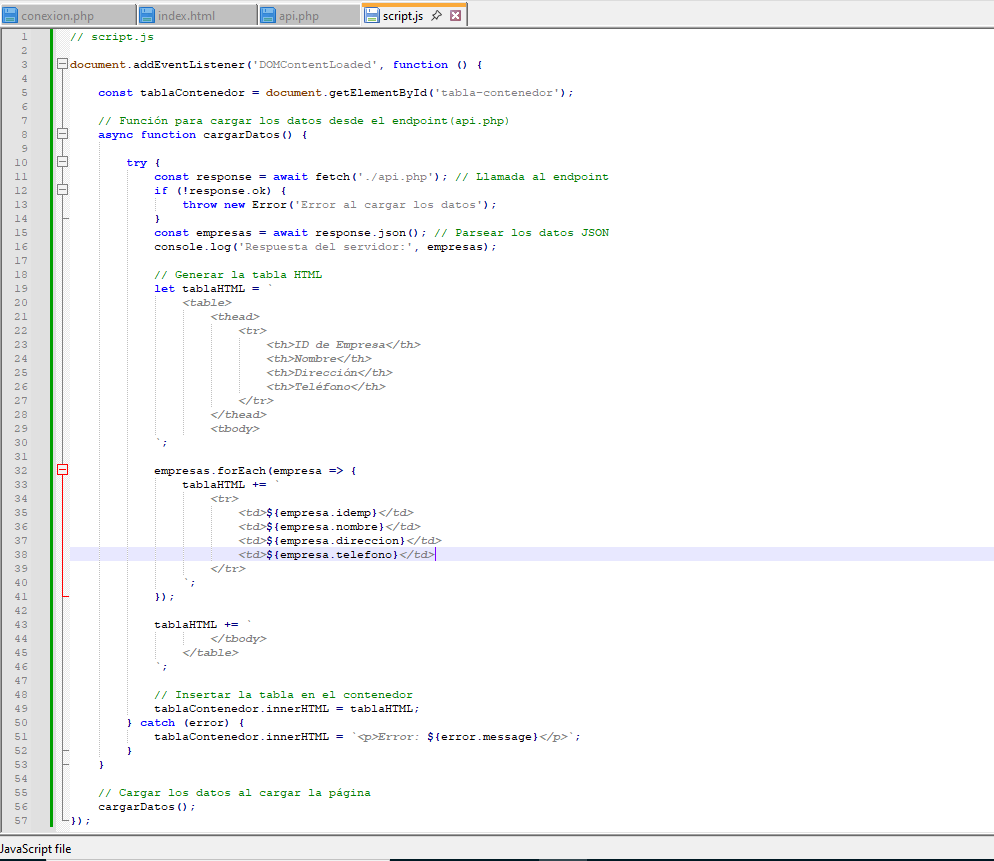 conexion.php index.html api.php script.js
1 // script.js
2
3 document.addEventListener('DOMContentLoaded', function () {
4
5 const tablaContenedor = document.getElementById('tabla-contenedor');
6
7 // Función para cargar los datos desde el endpoint(api.php)
8 async function cargarDatos() {
9
10 try {
11 const response = await fetch('./api.php'); // Llamada al endpoint
12 if (!response.ok) {
13 throw new Error('Error al cargar los datos');
14 }
15 const empresas = await response.json(); // Parsear los datos JSON
16 console.log('Respuesta del servidor:', empresas);
17
18 // Generar la tabla HTML
19 let tablaHTML = `
20 <table>
21 <thead>
22 <tr>
23 <th>ID de Empresa</th>
24 <th>Nombre</th>
25 <th>Dirección</th>
26 <th>Teléfono</th>
27 </tr>
28 </thead>
29 <tbody>
30 `;
31
32 empresas.forEach(empresa => {
33 tablaHTML += `
34 <tr>
35 <td>${empresa.idemp}</td>
36 <td>${empresa.nombre}</td>
37 <td>${empresa.direccion}</td>
38 <td>${empresa.telefono}</td>
39 </tr>
40 `;
41 });
42
43 tablaHTML += `
44 </tbody>
45 </table>
46 `;
47
48 // Insertar la tabla en el contenedor
49 tablaContenedor.innerHTML = tablaHTML;
50 } catch (error) {
51 tablaContenedor.innerHTML = `<p>Error: ${error.message}</p>`;
52 }
53 }
54
55 // Cargar los datos al cargar la página
56 cargarDatos();
57 });
JavaScript file